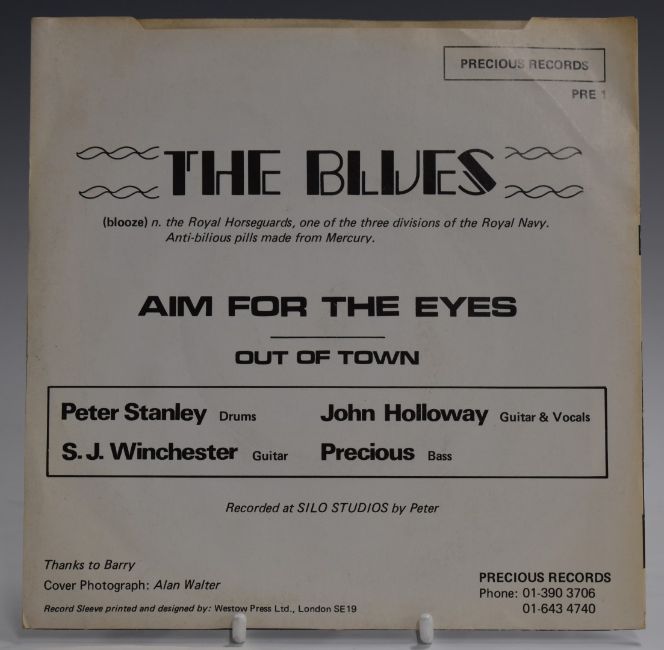 PRECIOUS RECORDS
PRE 1
THE BLUES
(blooze) n. the Royal Horseguards, one of the three divisions of the Royal Navy.
Anti-bilious pills made from Mercury.
AIM FOR THE EYES
OUT OF TOWN
Peter Stanley Drums John Holloway Guitar & Vocals
S. J. Winchester Guitar Precious Bass
Recorded at SILO STUDIOS by Peter
Thanks to Barry
Cover Photograph: Alan Walter
Record Sleeve printed and designed by: Westow Press Ltd., London SE19
PRECIOUS RECORDS
Phone: 01-390 3706
01-643 4740